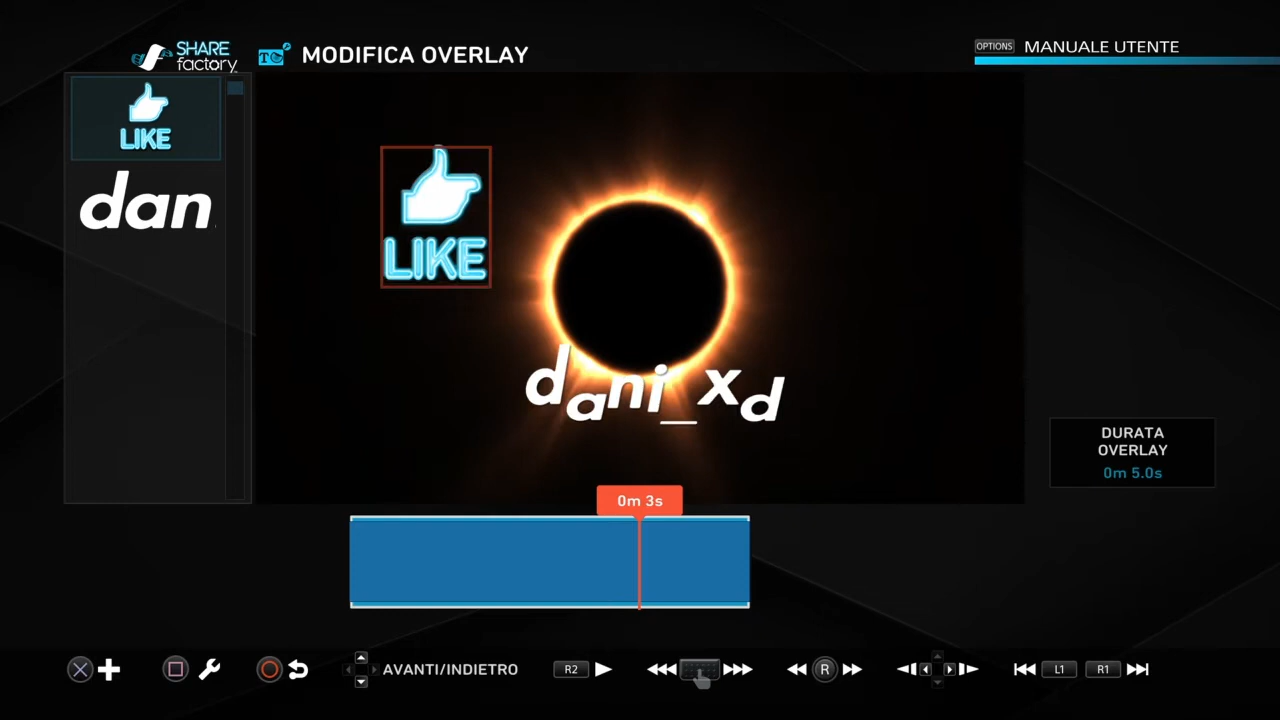 SHARE
factory
MODIFICA OVERLAY
OPTIONS MANUALE UTENTE
LIKE
dan
LIKE
dani_xd
DURATA
OVERLAY
0m 5.0s
0m 3s
AVANTI/INDIETRO
R2
R
L1
R1